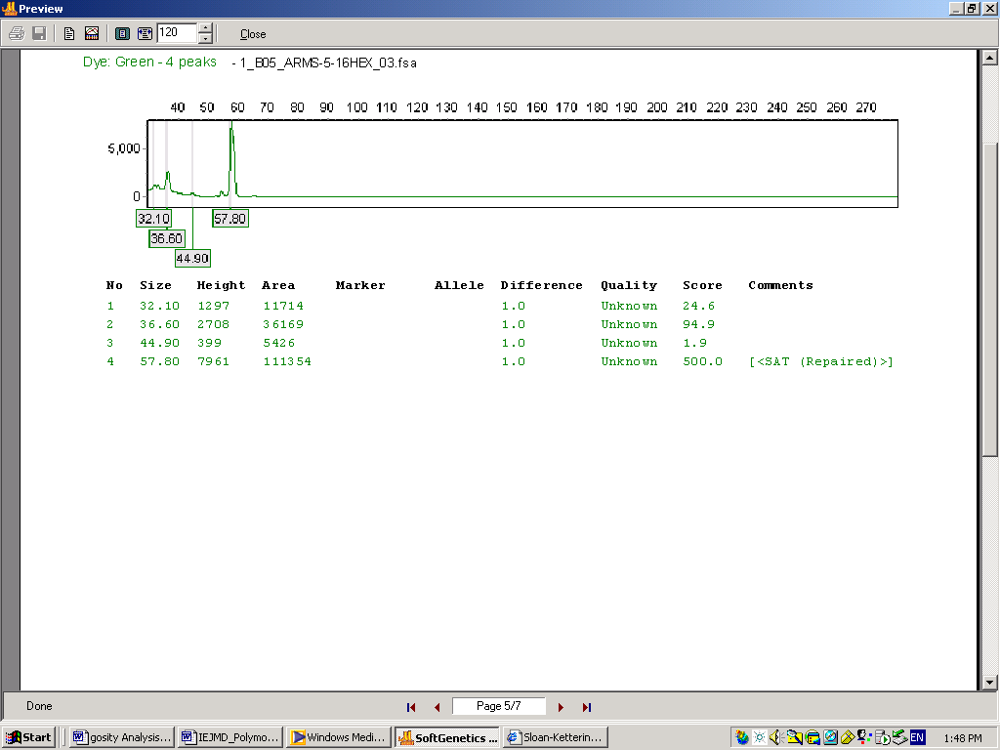 Preview
120 Close
Dye: Green - 4 peaks - 1_B05_ARMS-5-16HEX_03.fsa
40 50 60 70 80 90 100 110 120 130 140 150 160 170 180 190 200 210 220 230 240 250 260 270
5,000
0
32.10 57.80
36.60
44.90
No Size Height Area Marker Allele Difference Quality Score Comments
1 32.10 1297 11714 1.0 Unknown 24.6
2 36.60 2708 36169 1.0 Unknown 94.9
3 44.90 399 5426 1.0 Unknown 1.9
4 57.80 7961 111354 1.0 Unknown 500.0 [<SAT (Repaired)>]
Done Page 5/7
Start gosity Analysis... IEJMD_Polymo... Windows Medi... SoftGenetics ... Sloan-Ketterin... EN 1:48 PM